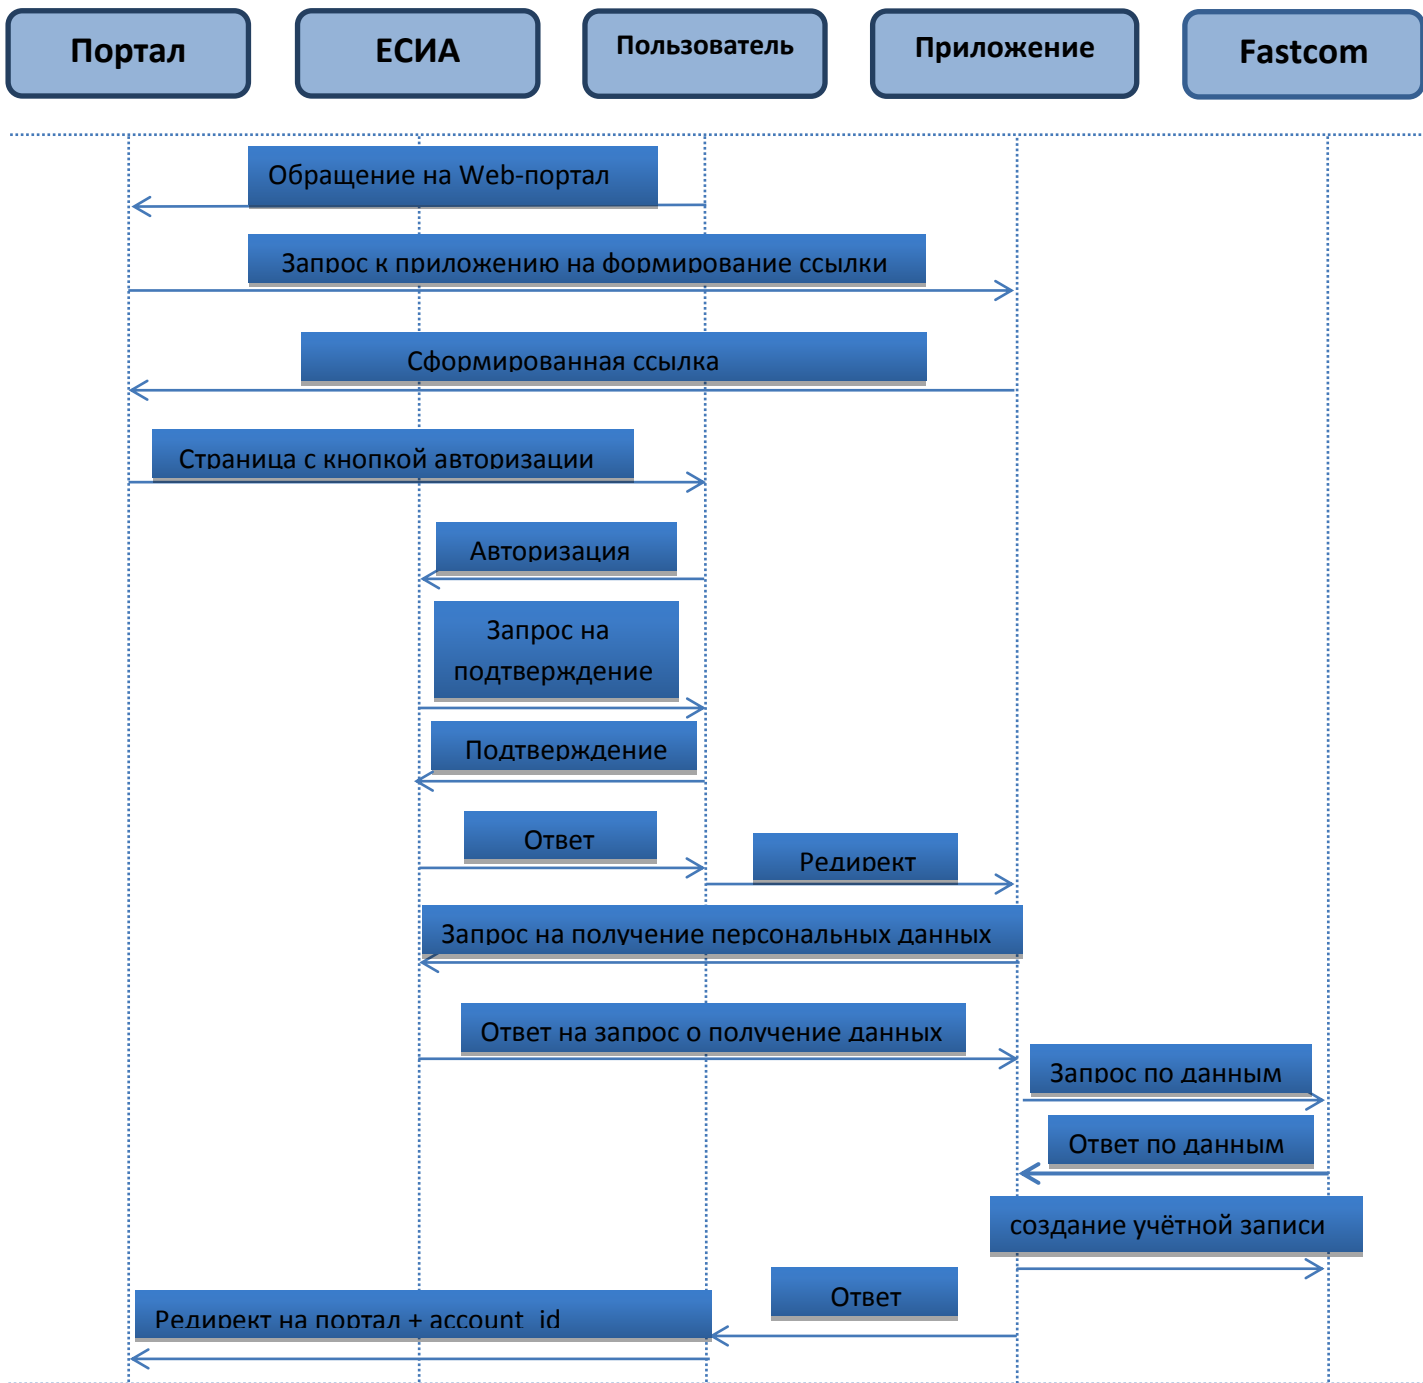 Портал
ЕСИА
Пользователь
Приложение
Fastcom
Обращение на Web-портал
Запрос к приложению на формирование ссылки
Сформированная ссылка
Страница с кнопкой авторизации
Авторизация
Запрос на
подтверждение
Подтверждение
Ответ
Редирект
Запрос на получение персональных данных
Ответ на запрос о получение данных
Запрос по данным
Ответ по данным
создание учётной записи
Ответ
Редирект на портал + account_id